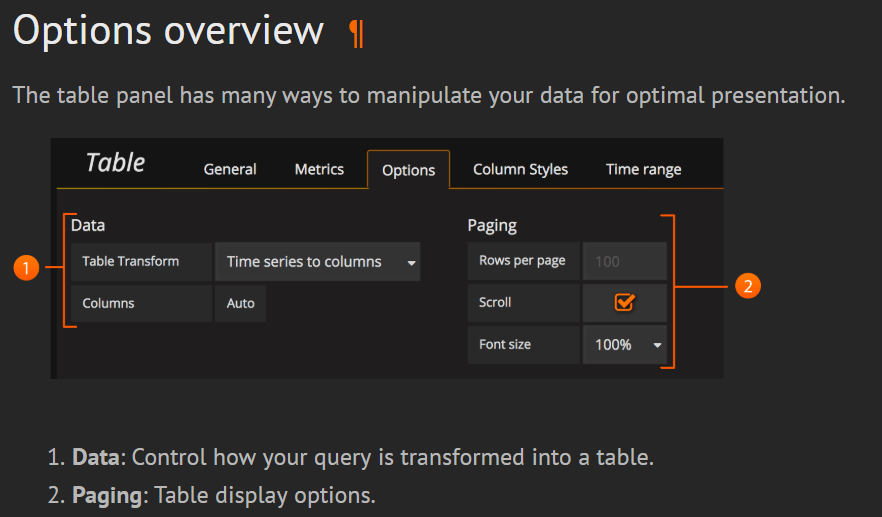 Options overview ¶
The table panel has many ways to manipulate your data for optimal presentation.
Table General Metrics Options Column Styles Time range
Data
Table Transform Time series to columns
Columns Auto
1
Paging
Rows per page 100
Scroll
Font size 100%
2
1. Data: Control how your query is transformed into a table.
2. Paging: Table display options.